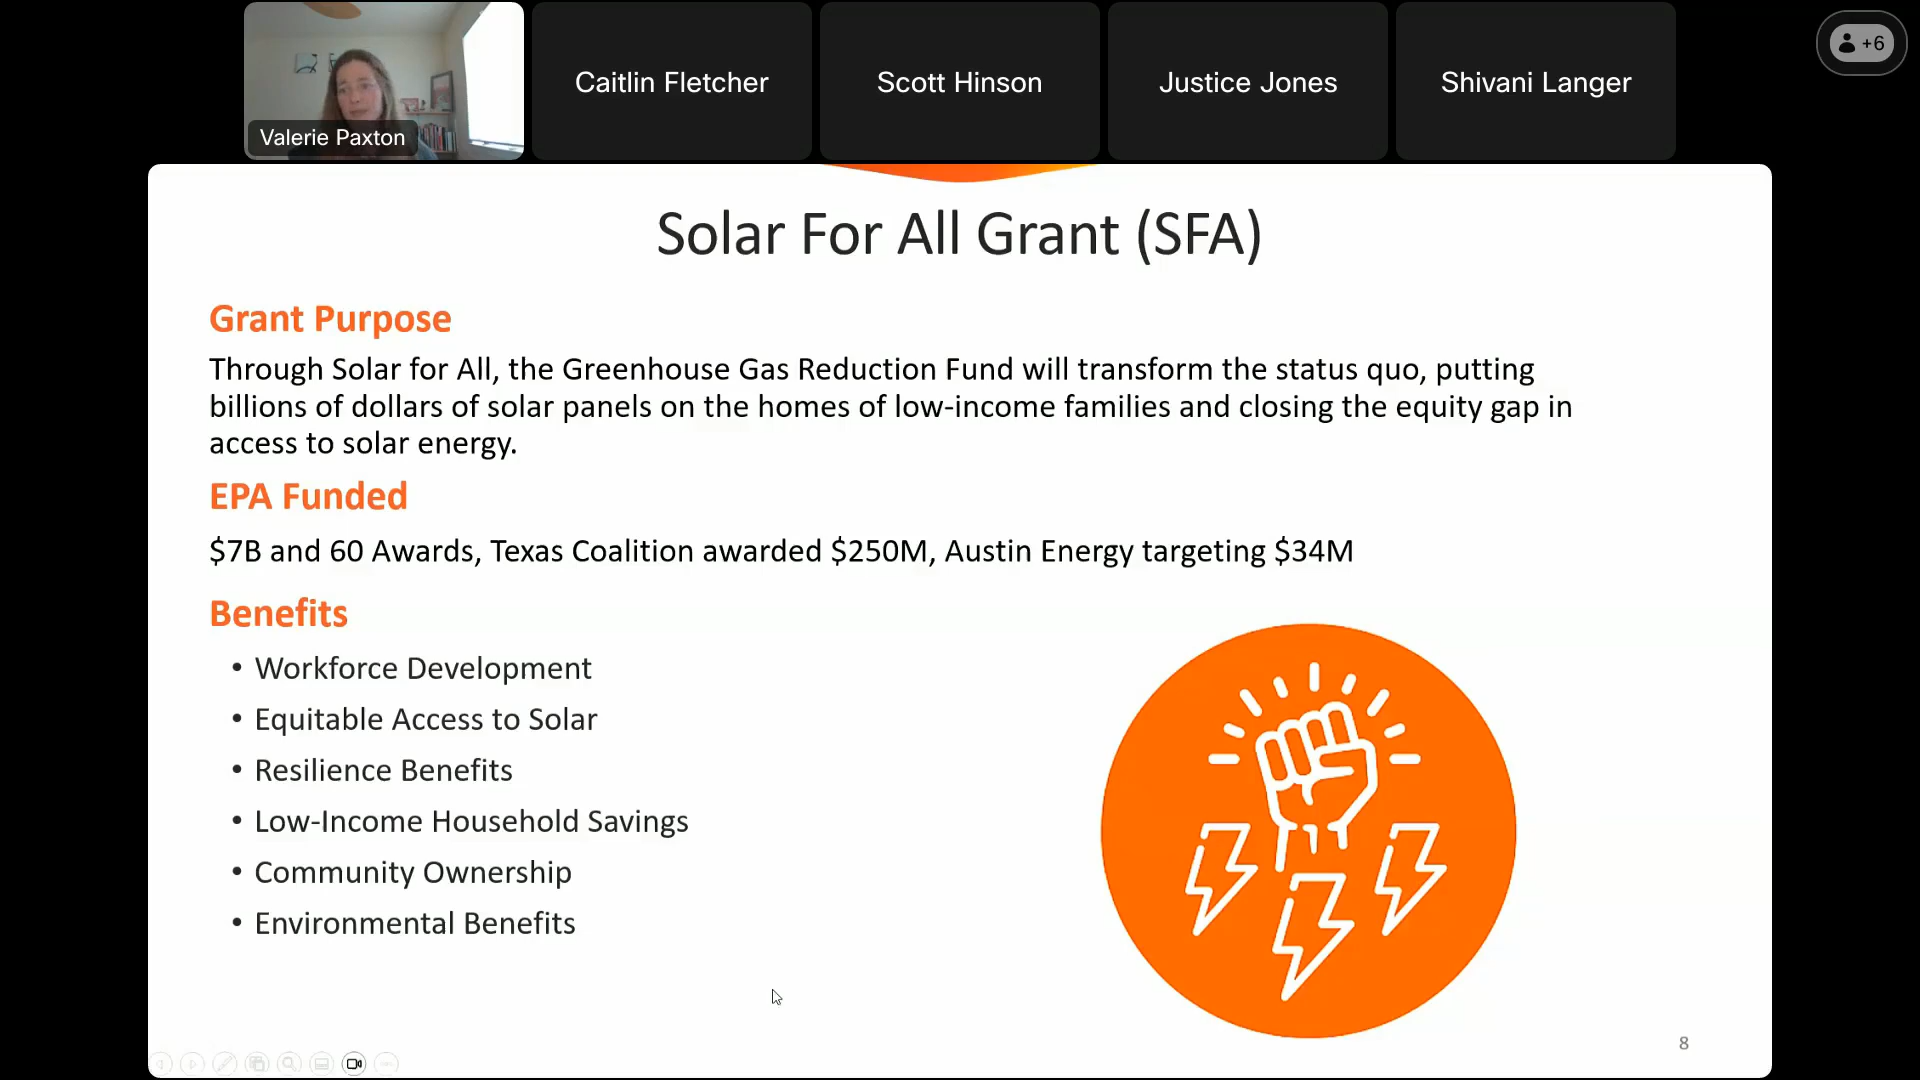 Valerie Paxton
Caitlin Fletcher
Scott Hinson
Justice Jones
Shivani Langer
+6
Solar For All Grant (SFA)
Grant Purpose
Through Solar for All, the Greenhouse Gas Reduction Fund will transform the status quo, putting
billions of dollars of solar panels on the homes of low-income families and closing the equity gap in
access to solar energy.
EPA Funded
$7B and 60 Awards, Texas Coalition awarded $250M, Austin Energy targeting $34M
Benefits
• Workforce Development
• Equitable Access to Solar
• Resilience Benefits
• Low-Income Household Savings
• Community Ownership
• Environmental Benefits
8